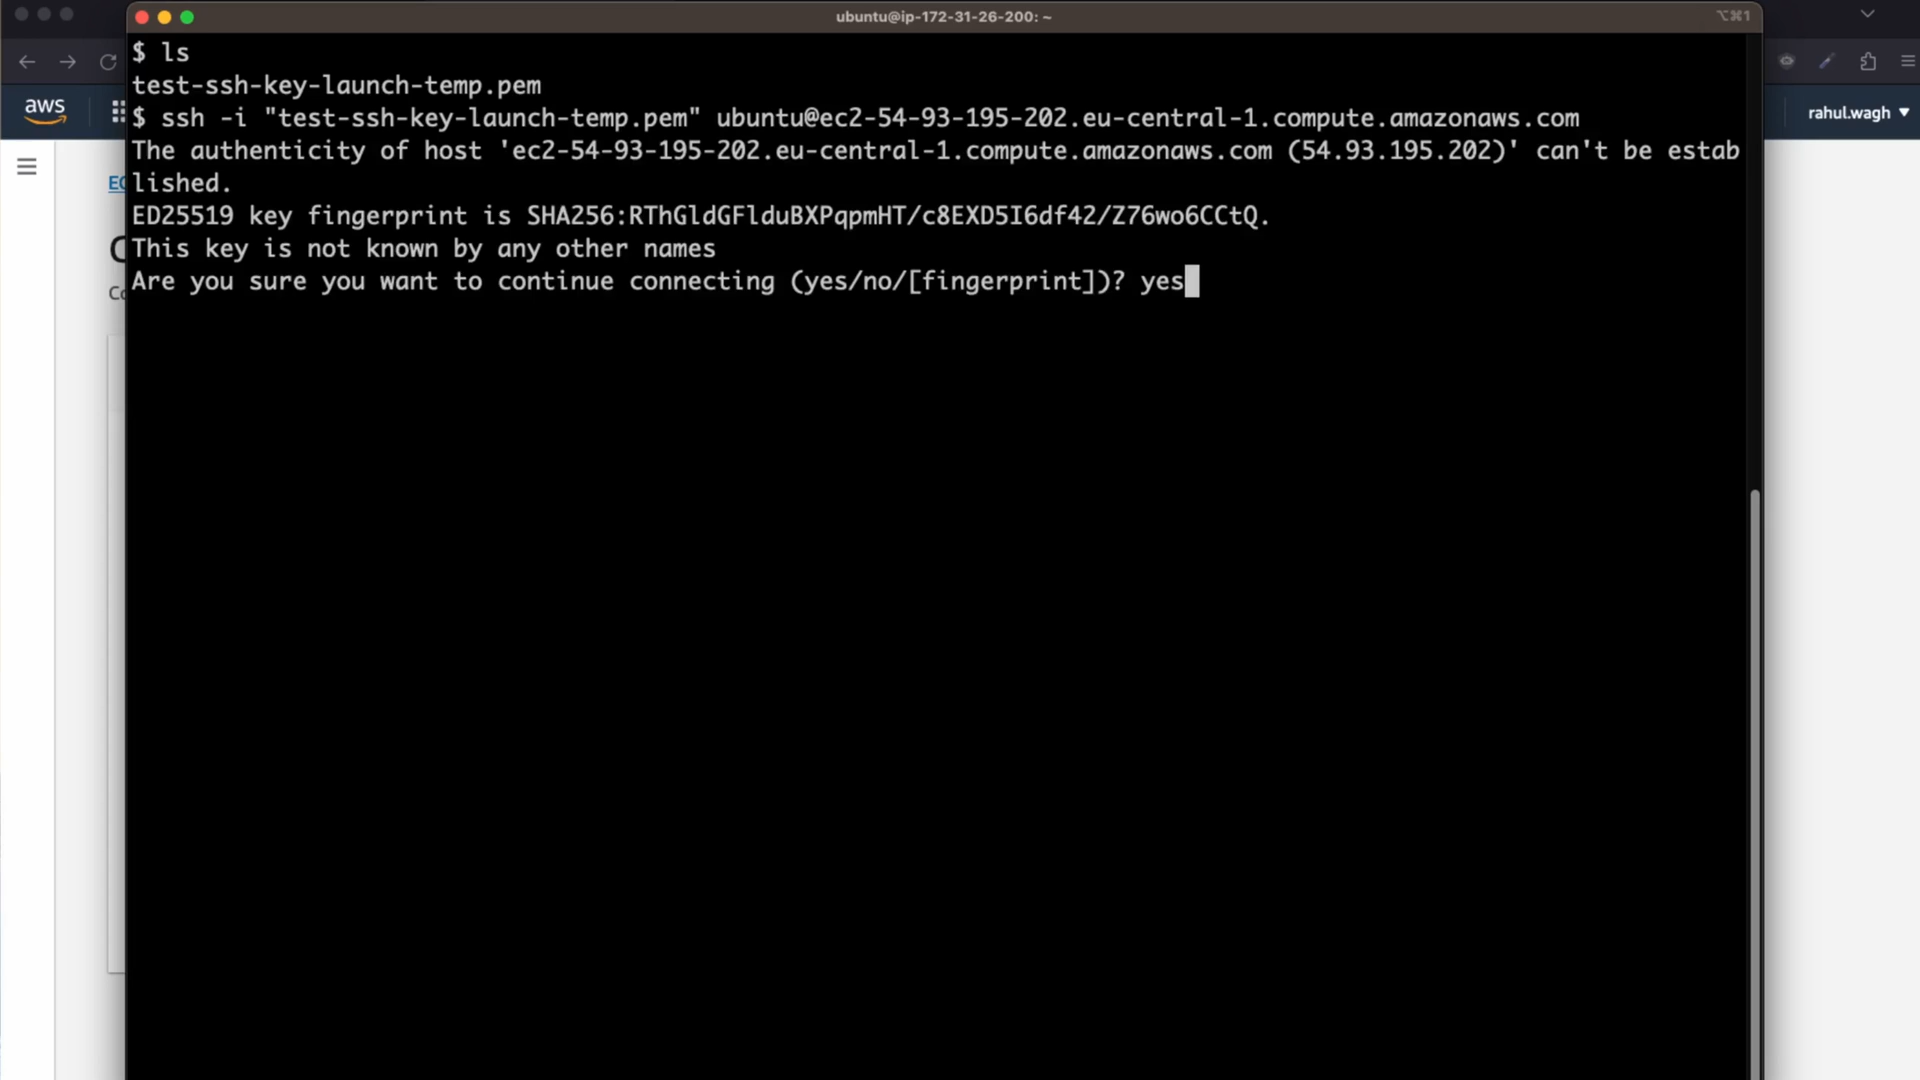 ubuntu@ip-172-31-26-200: ~
⌥⌘1
$ ls
test-ssh-key-launch-temp.pem
$ ssh -i "test-ssh-key-launch-temp.pem" ubuntu@ec2-54-93-195-202.eu-central-1.compute.amazonaws.com
The authenticity of host 'ec2-54-93-195-202.eu-central-1.compute.amazonaws.com (54.93.195.202)' can't be estab
lished.
ED25519 key fingerprint is SHA256:RThGldGFlduBXPqpmHT/c8EXD5I6df42/Z76wo6CCtQ.
This key is not known by any other names
Are you sure you want to continue connecting (yes/no/[fingerprint])? yes
aws
rahul.wagh
EC
C
Co